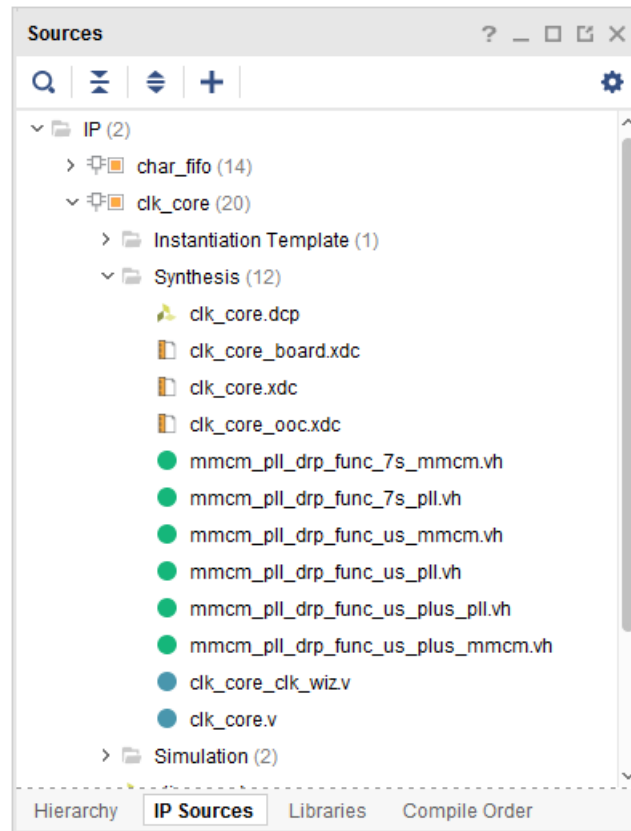 Sources
IP (2)
char_fifo (14)
clk_core (20)
Instantiation Template (1)
Synthesis (12)
clk_core.dcp
clk_core_board.xdc
clk_core.xdc
clk_core_ooc.xdc
mmcm_pll_drp_func_7s_mmcm.vh
mmcm_pll_drp_func_7s_pll.vh
mmcm_pll_drp_func_us_mmcm.vh
mmcm_pll_drp_func_us_pll.vh
mmcm_pll_drp_func_us_plus_pll.vh
mmcm_pll_drp_func_us_plus_mmcm.vh
clk_core_clk_wiz.v
clk_core.v
Simulation (2)
Hierarchy IP Sources Libraries Compile Order